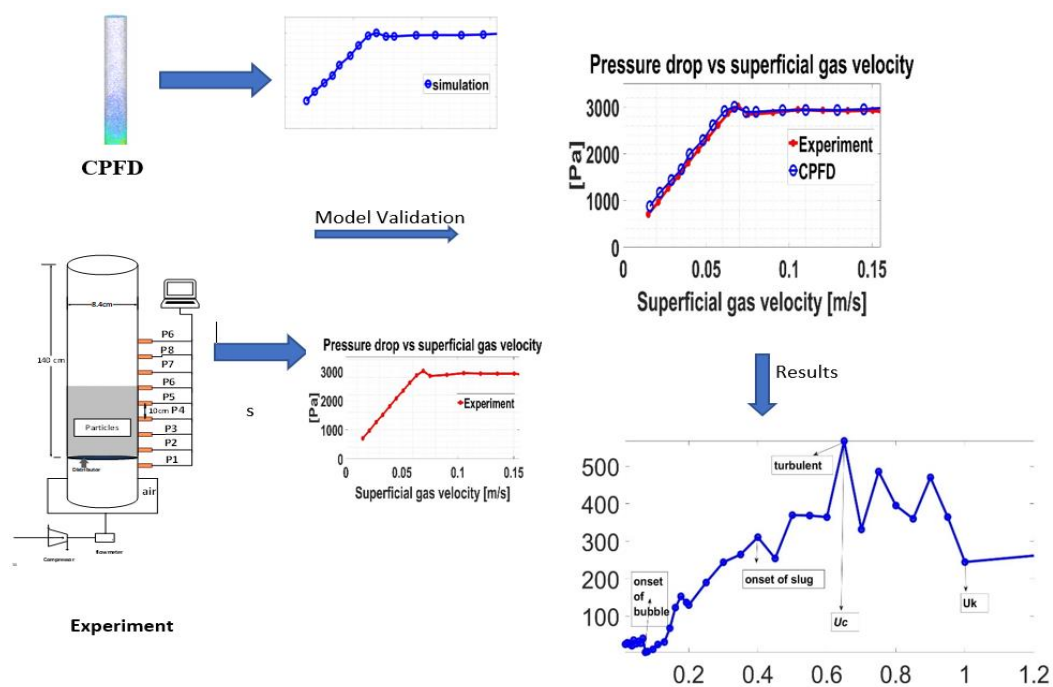 simulation
CPFD
Pressure drop vs superficial gas velocity
3000
2000
1000
0
[Pa]
Experiment
CPFD
0
0.05
0.1
0.15
Superficial gas velocity [m/s]
Model Validation
8.4cm
140 cm
P6
P8
P7
P6
P5
10cm P4
P3
P2
P1
Particles
Distributor
air
flowmeter
Compressor
Experiment
S
Pressure drop vs superficial gas velocity
3000
2000
1000
[Pa]
Experiment
0
0.05
0.1
0.15
Superficial gas velocity [m/s]
Results
500
400
300
200
100
turbulent
onset
of
bubble
onset of slug
Uc
Uk
0.2
0.4
0.6
0.8
1
1.2